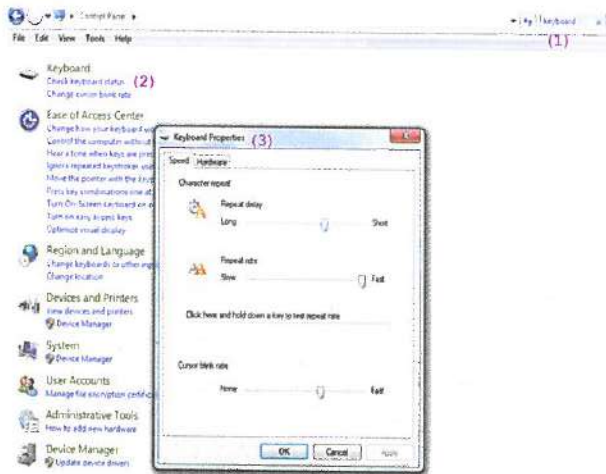 Control Panel
keyboard
(1)
File Edit View Tools Help
Keyboard
Check keyboard status (2)
Change cursor blink rate
Ease of Access Center
Change how your keyboard
Control the computer without
Hear a tone when keys are
Ignore repeated keystrokes
Move the pointer with the
Press key combinations one at
Turn On-Screen keyboard on
Turn on easy access keys
Optimize visual display
Region and Language
Change keyboards or other
Change location
Devices and Printers
View devices and printers
Device Manager
System
Device Manager
User Accounts
Manage file encryption
Administrative Tools
How to add new hardware
Device Manager
Update device drivers
Keyboard Properties (3)
Speed Hardware
Character repeat
Repeat delay
Long Short
Repeat rate
Slow Fast
Click here and hold down a key to test repeat rate
Cursor blink rate
None Fast
OK Cancel Apply